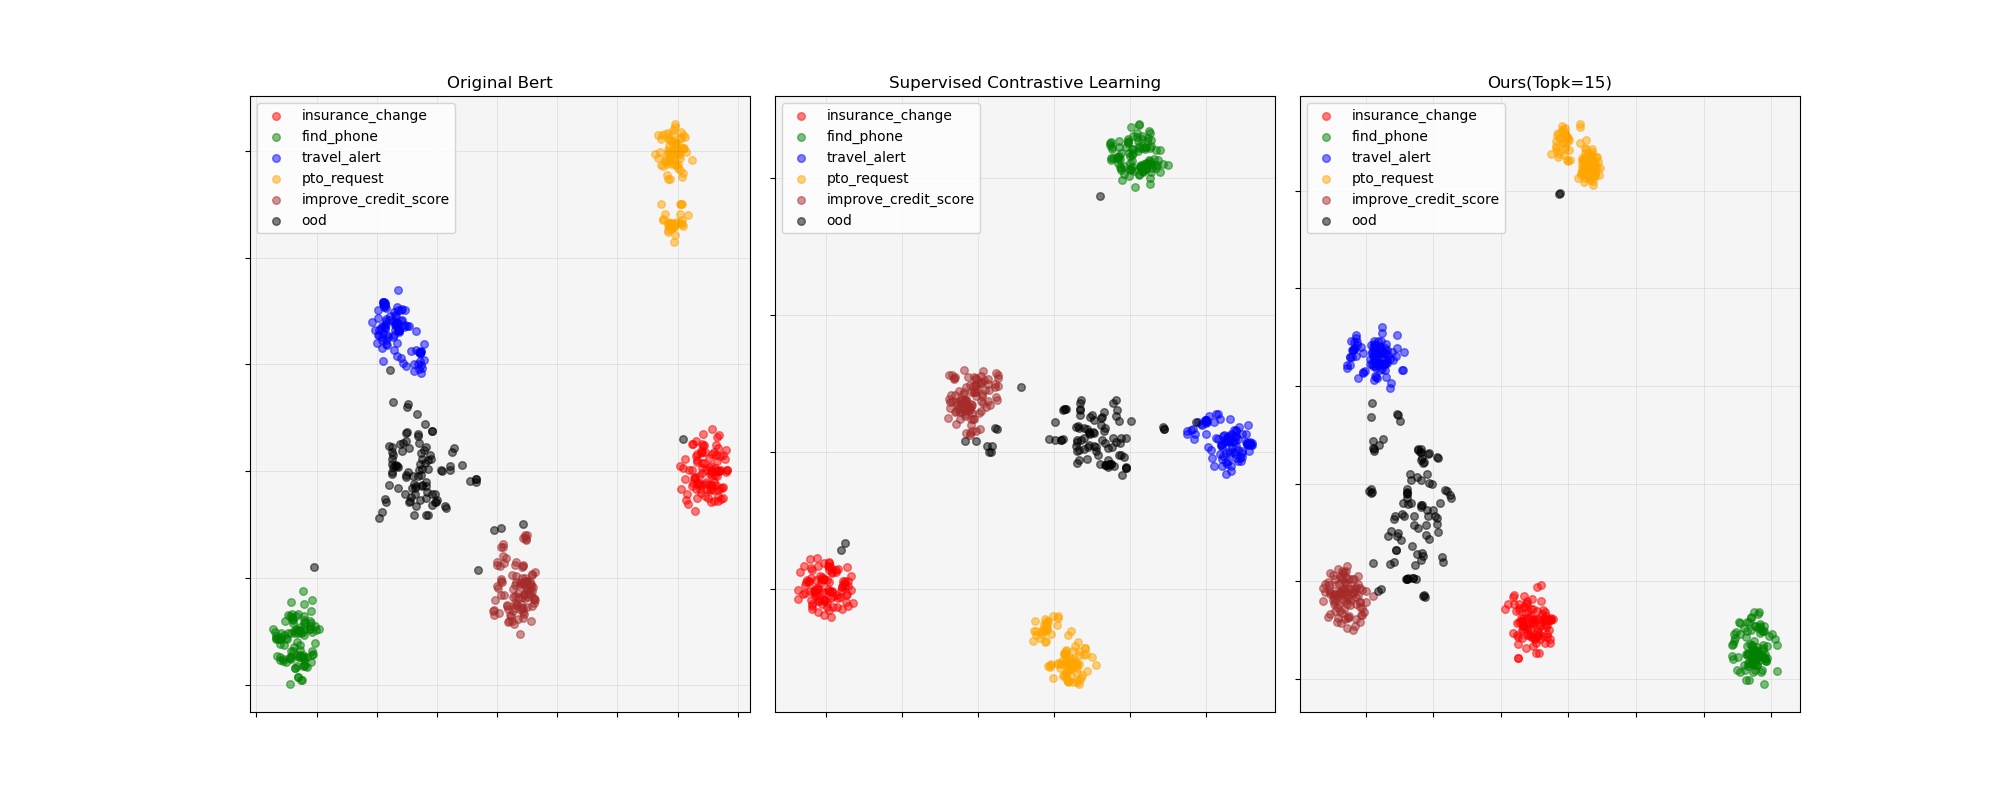 Original Bert
insurance_change
find_phone
travel_alert
pto_request
improve_credit_score
ood
Supervised Contrastive Learning
insurance_change
find_phone
travel_alert
pto_request
improve_credit_score
ood
Ours(Topk=15)
insurance_change
find_phone
travel_alert
pto_request
improve_credit_score
ood